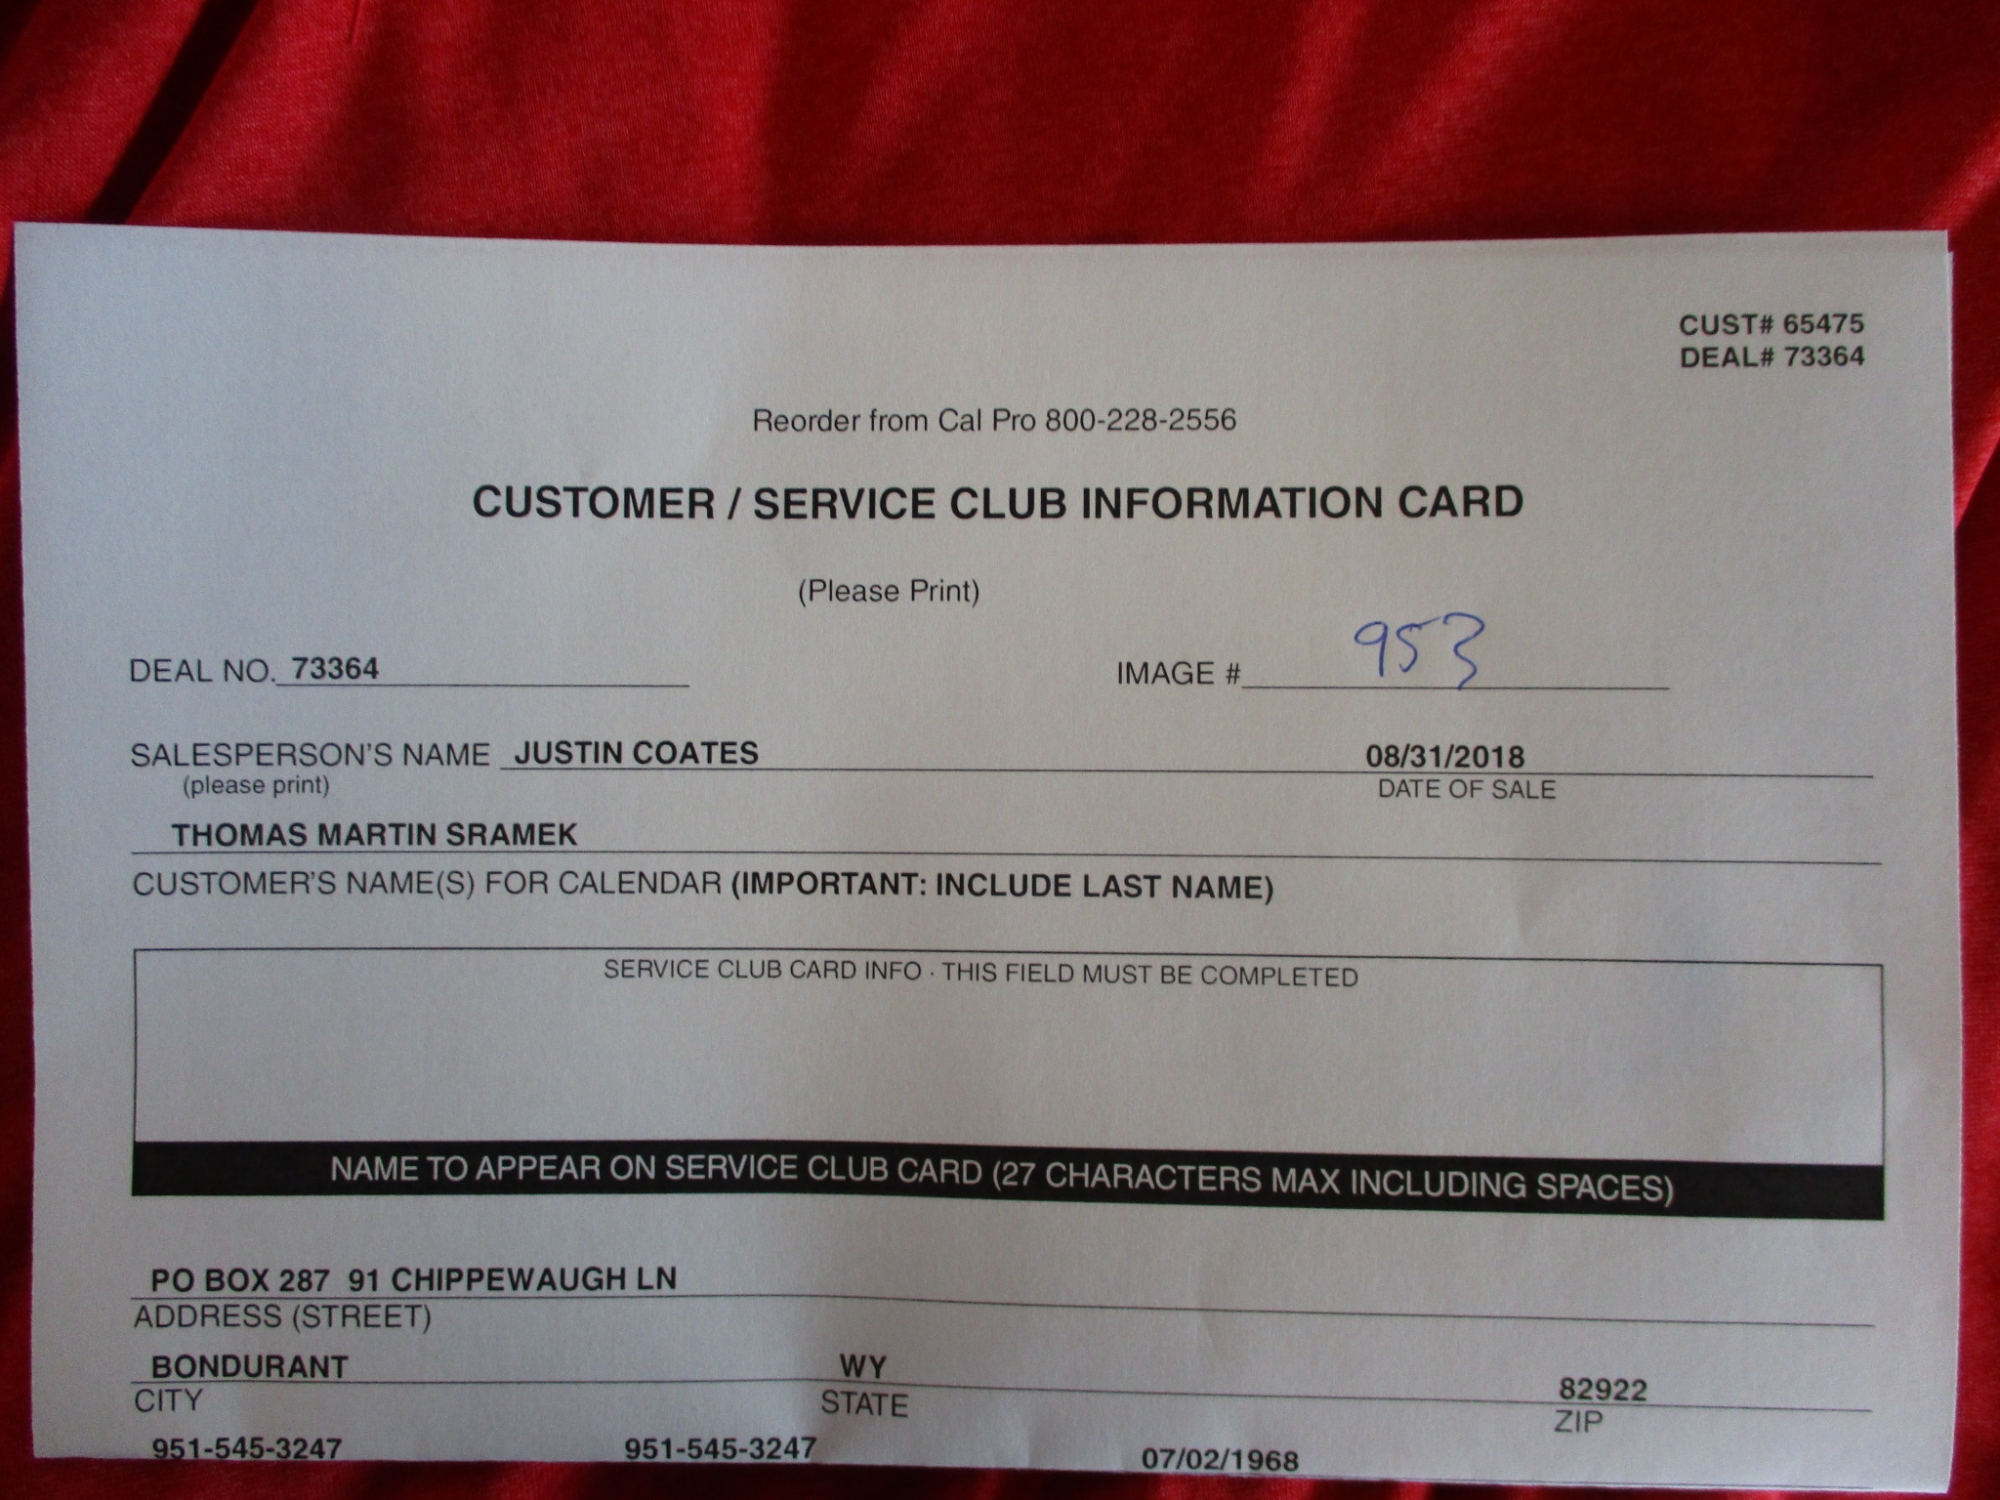 CUST# 65475
DEAL# 73364
Reorder from Cal Pro 800-228-2556
CUSTOMER / SERVICE CLUB INFORMATION CARD
(Please Print)
DEAL NO. 73364 IMAGE # 953
SALESPERSON'S NAME JUSTIN COATES 08/31/2018
(please print) DATE OF SALE
THOMAS MARTIN SRAMEK
CUSTOMER'S NAME(S) FOR CALENDAR (IMPORTANT: INCLUDE LAST NAME)
SERVICE CLUB CARD INFO · THIS FIELD MUST BE COMPLETED
NAME TO APPEAR ON SERVICE CLUB CARD (27 CHARACTERS MAX INCLUDING SPACES)
PO BOX 287 91 CHIPPEWAUGH LN
ADDRESS (STREET)
BONDURANT WY 82922
CITY STATE ZIP
951-545-3247 951-545-3247 07/02/1968